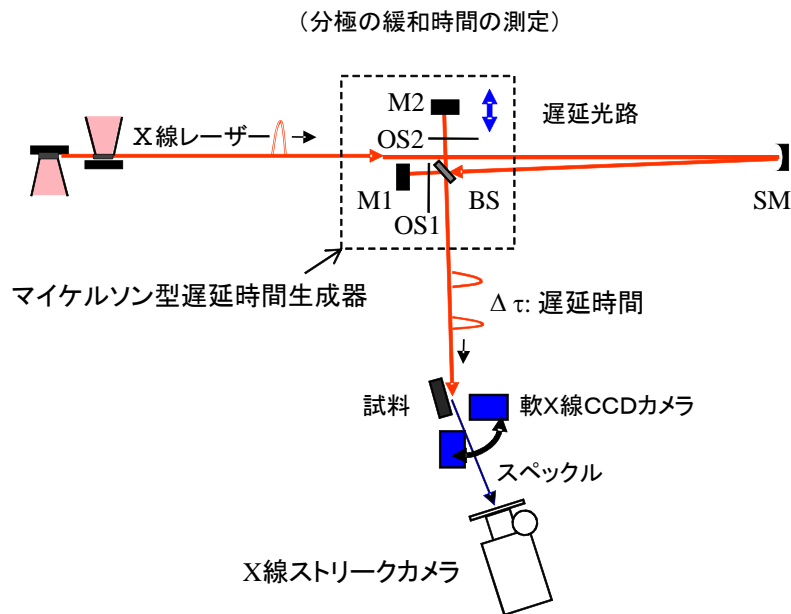 （分極の緩和時間の測定）
M2
遅延光路
X線レーザー
OS2
M1
OS1
BS
SM
マイケルソン型遅延時間生成器
Δτ: 遅延時間
試料
軟X線CCDカメラ
スペックル
X線ストリークカメラ